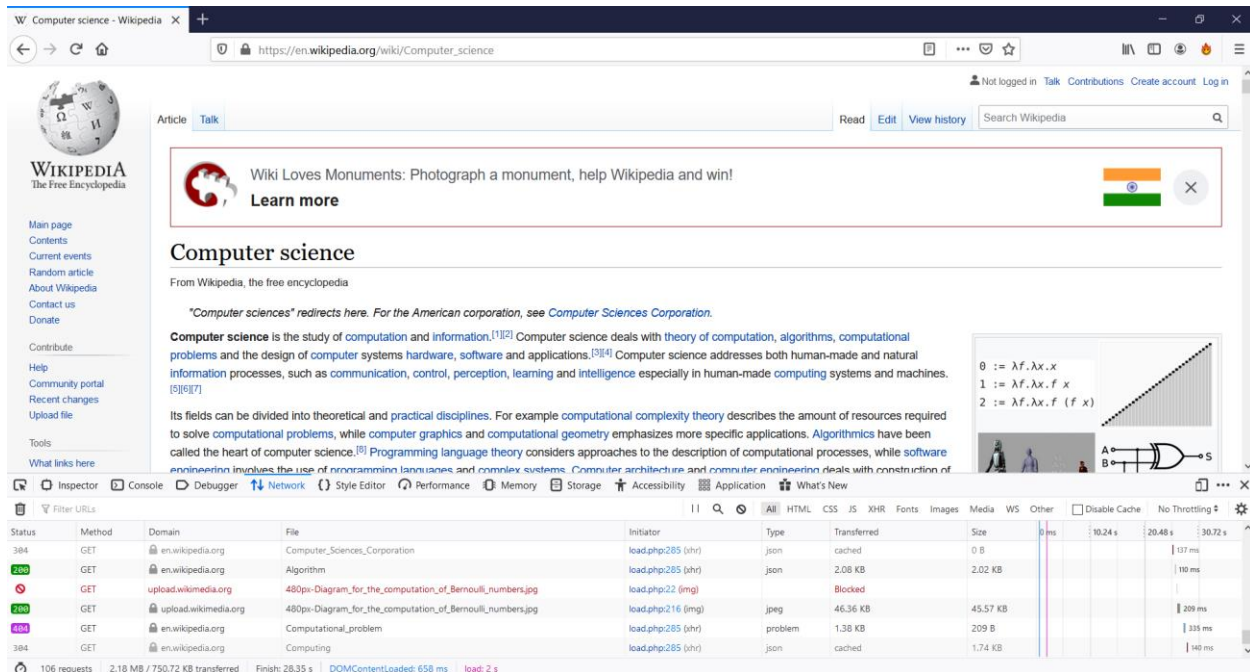 W Computer science - Wikipedia × +
https://en.wikipedia.org/wiki/Computer_science
Not logged in Talk Contributions Create account Log in
Article Talk Read Edit View history Search Wikipedia
WIKIPEDIA
The Free Encyclopedia
Main page
Contents
Current events
Random article
About Wikipedia
Contact us
Donate
Contribute
Help
Community portal
Recent changes
Upload file
Tools
What links here
Wiki Loves Monuments: Photograph a monument, help Wikipedia and win!
Learn more
Computer science
From Wikipedia, the free encyclopedia
"Computer sciences" redirects here. For the American corporation, see Computer Sciences Corporation.
Computer science is the study of computation and information.[1][2] Computer science deals with theory of computation, algorithms, computational
problems and the design of computer systems hardware, software and applications.[3][4] Computer science addresses both human-made and natural
information processes, such as communication, control, perception, learning and intelligence especially in human-made computing systems and machines.
[5][6][7]
Its fields can be divided into theoretical and practical disciplines. For example computational complexity theory describes the amount of resources required
to solve computational problems, while computer graphics and computational geometry emphasizes more specific applications. Algorithmics have been
called the heart of computer science.[8] Programming language theory considers approaches to the description of computational processes, while software
engineering involves the use of programming languages and complex systems. Computer architecture and computer engineering deals with construction of
0 := λf.λx.x
1 := λf.λx.f x
2 := λf.λx.f (f x)
A
B
S
Inspector Console Debugger Network {} Style Editor Performance Memory Storage Accessibility Application What's New
Filter URLs All HTML CSS JS XHR Fonts Images Media WS Other Disable Cache No Throttling
Status Method Domain File Initiator Type Transferred Size 0 ms 10.24 s 20.48 s 30.72 s
304 GET en.wikipedia.org Computer_Sciences_Corporation load.php:285 (xhr) json cached 0 B 137 ms
200 GET en.wikipedia.org Algorithm load.php:285 (xhr) json 2.08 KB 2.02 KB 110 ms
GET upload.wikimedia.org 480px-Diagram_for_the_computation_of_Bernoulli_numbers.jpg load.php:22 (img) Blocked
200 GET upload.wikimedia.org 480px-Diagram_for_the_computation_of_Bernoulli_numbers.jpg load.php:216 (img) jpeg 46.36 KB 45.57 KB 209 ms
404 GET en.wikipedia.org Computational_problem load.php:285 (xhr) problem 1.38 KB 209 B 335 ms
304 GET en.wikipedia.org Computing load.php:285 (xhr) json cached 1.74 KB 140 ms
106 requests 2.18 MB / 750.72 KB transferred Finish: 28.35 s DOMContentLoaded: 658 ms load: 2 s